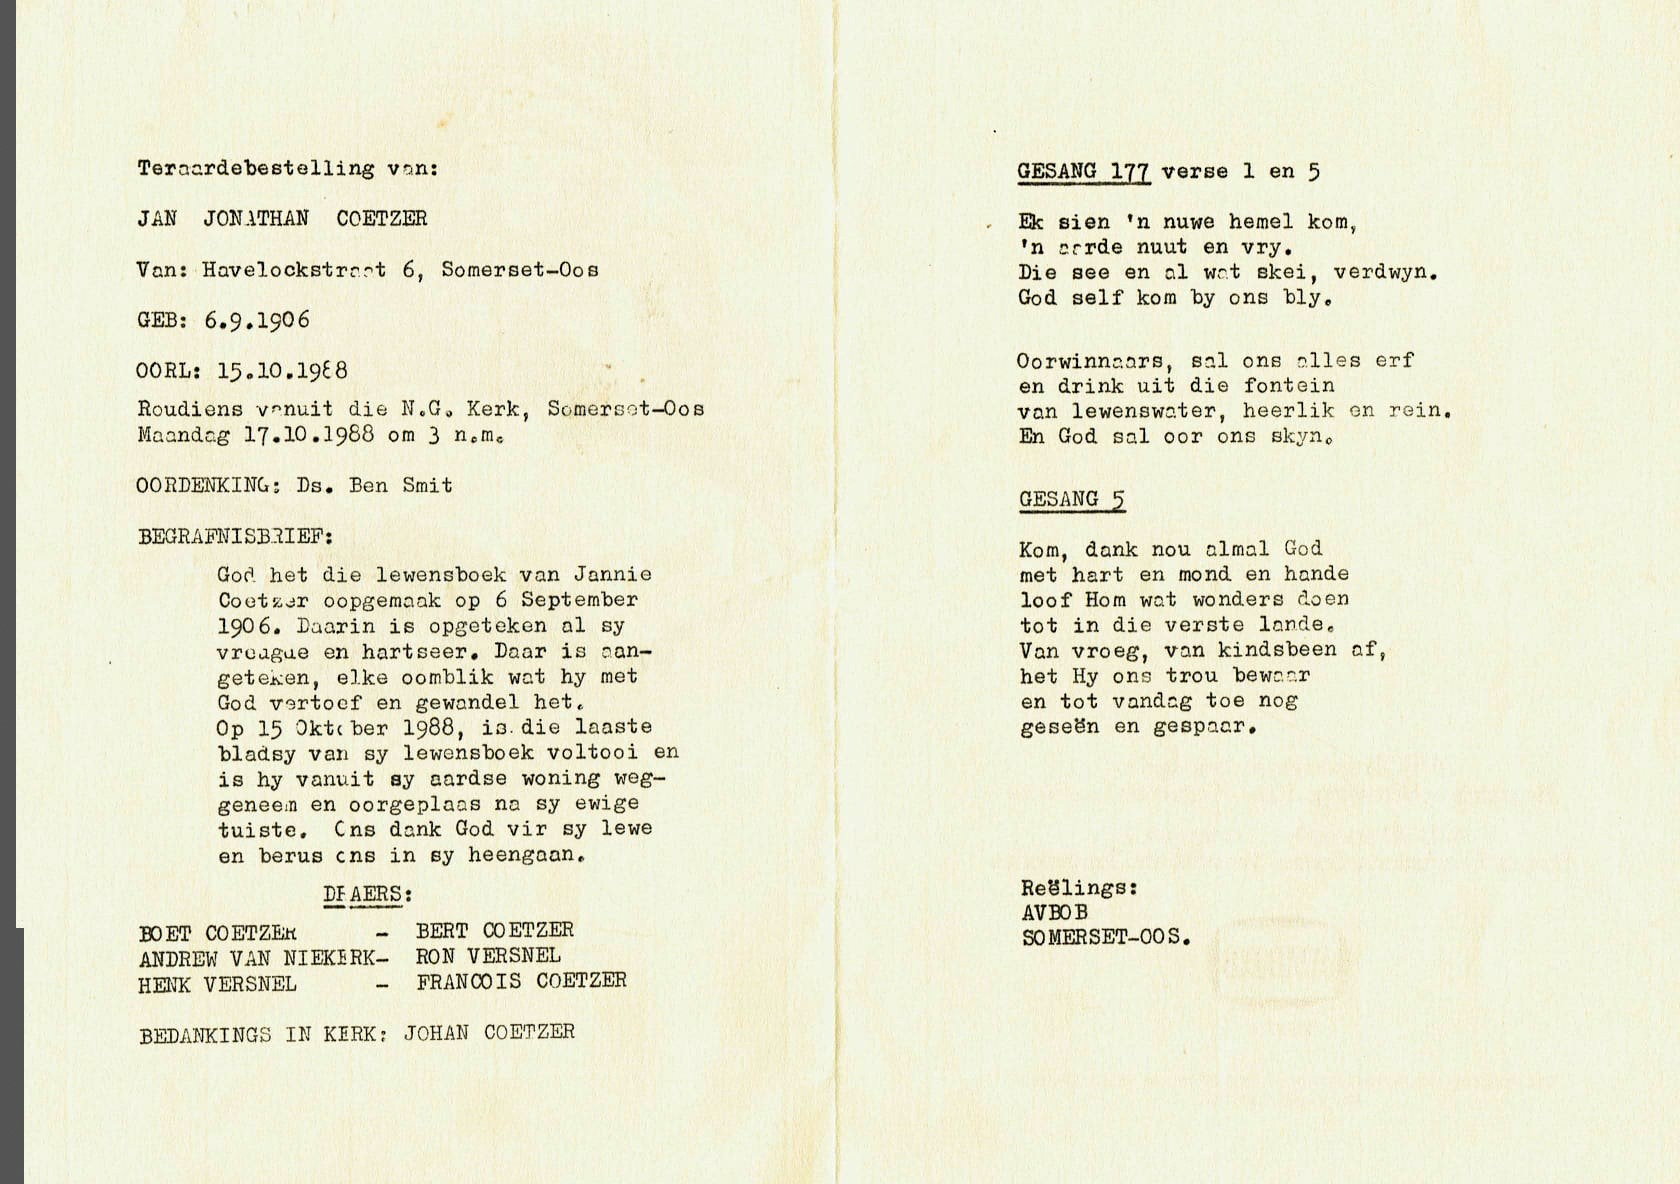 Teraardebestelling van:
JAN JONATHAN COETZER
Van: Havelockstraat 6, Somerset-Oos
GEB: 6.9.1906
OORL: 15.10.1988
Roudiens vanuit die N.G. Kerk, Somerset-Oos
Maandag 17.10.1988 om 3 n.m.
OORDENKING: Ds. Ben Smit
BEGRAFNISBRIEF:
God het die lewensboek van Jannie
Coetzer oopgemaak op 6 September
1906. Daarin is opgeteken al sy
vreugue en hartseer. Daar is aan-
geteken, elke oomblik wat hy met
God vertoef en gewandel het.
Op 15 Oktober 1988, is die laaste
bladsy van sy lewensboek voltooi en
is hy vanuit sy aardse woning weg-
geneem en oorgeplaas na sy ewige
tuiste. Ons dank God vir sy lewe
en berus ons in sy heengaan.
DRAERS:
BOET COETZER - BERT COETZER
ANDREW VAN NIEKERK- RON VERSNEL
HENK VERSNEL - FRANCOIS COETZER
BEDANKINGS IN KERK: JOHAN COETZER
GESANG 177 verse 1 en 5
Ek sien 'n nuwe hemel kom,
'n aarde nuut en vry.
Die see en al wat skei, verdwyn.
God self kom by ons bly.
Oorwinnaars, sal ons alles erf
en drink uit die fontein
van lewenswater, heerlik en rein.
En God sal oor ons skyn.
GESANG 5
Kom, dank nou almal God
met hart en mond en hande
loof Hom wat wonders doen
tot in die verste lande.
Van vroeg, van kindsbeen af,
het Hy ons trou bewaar
en tot vandag toe nog
geseën en gespaar.
Reëlings:
AVBOB
SOMERSET-OOS.